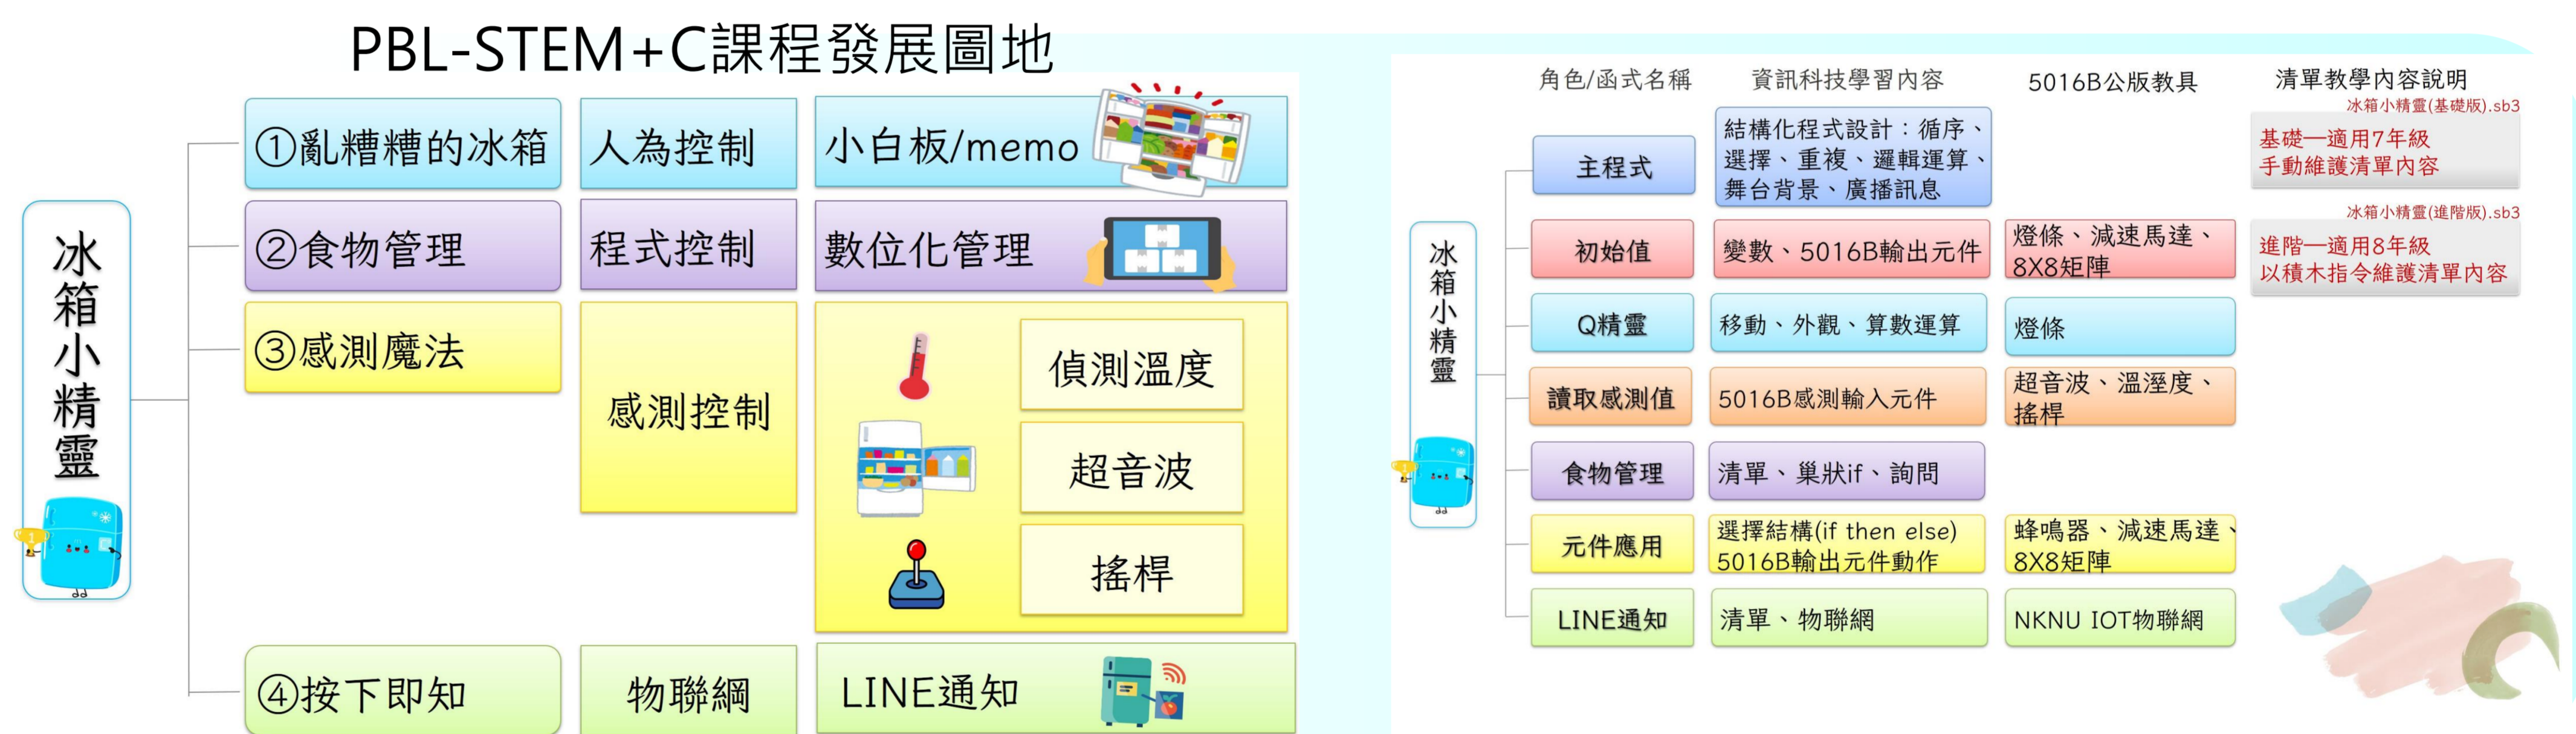 PBL-STEM+C課程發展圖地
冰箱小精靈
1
①亂糟糟的冰箱
人為控制
小白板/memo
②食物管理
程式控制
數位化管理
③感測魔法
感測控制
偵測溫度
超音波
搖桿
④按下即知
物聯網
LINE通知
角色/函式名稱
資訊科技學習內容
5016B公版教具
清單教學內容說明
冰箱小精靈
1
主程式
結構化程式設計：循序、
選擇、重複、邏輯運算、
舞台背景、廣播訊息
冰箱小精靈(基礎版).sb3
基礎—適用7年級
手動維護清單內容
初始值
變數、5016B輸出元件
燈條、減速馬達、
8X8矩陣
冰箱小精靈(進階版).sb3
進階—適用8年級
以積木指令維護清單內容
Q精靈
移動、外觀、算數運算
燈條
讀取感測值
5016B感測輸入元件
超音波、溫溼度、
搖桿
食物管理
清單、巢狀if、詢問
元件應用
選擇結構(if then else)
5016B輸出元件動作
蜂鳴器、減速馬達、
8X8矩陣
LINE通知
清單、物聯網
NKNU IOT物聯網